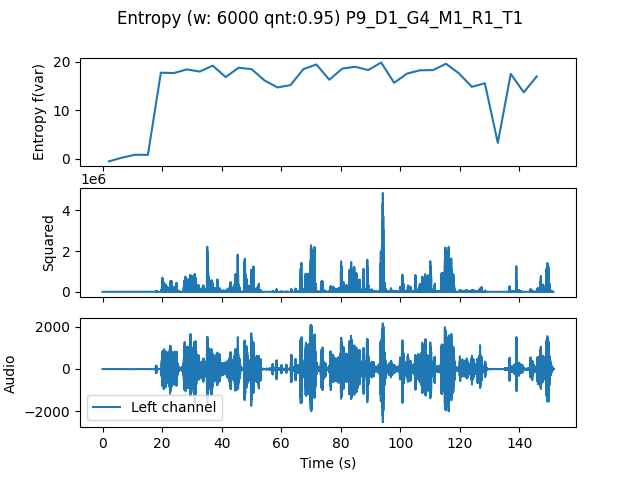 Entropy (w: 6000 qnt:0.95) P9_D1_G4_M1_R1_T1
Entropy f(var)
20
10
0
1e6
Squared
4
2
0
Audio
2000
0
−2000
Left channel
0 20 40 60 80 100 120 140
Time (s)